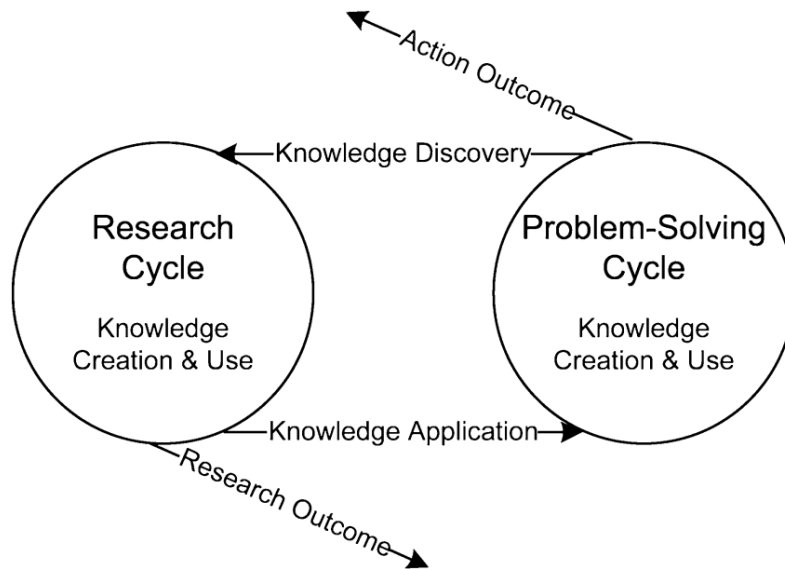 Action Outcome
Knowledge Discovery
Research
Cycle
Knowledge
Creation & Use
Problem-Solving
Cycle
Knowledge
Creation & Use
Knowledge Application
Research Outcome